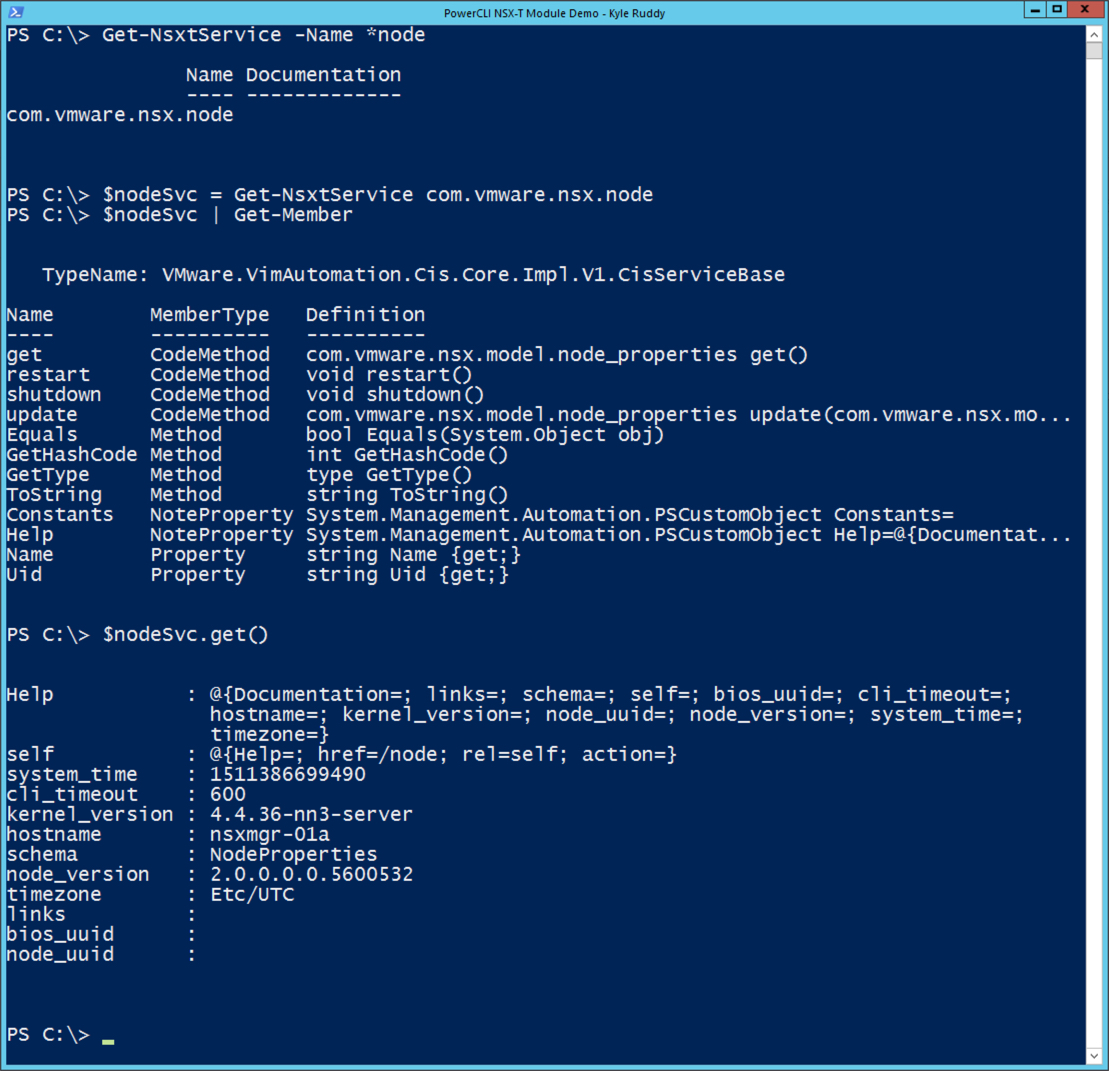 PowerCLI NSX-T Module Demo - Kyle Ruddy
PS C:\> Get-NsxtService -Name *node
Name Documentation
---- -------------
com.vmware.nsx.node
PS C:\> $nodeSvc = Get-NsxtService com.vmware.nsx.node
PS C:\> $nodeSvc | Get-Member
TypeName: VMware.VimAutomation.Cis.Core.Impl.V1.CisServiceBase
Name MemberType Definition
---- ---------- ----------
get CodeMethod com.vmware.nsx.model.node_properties get()
restart CodeMethod void restart()
shutdown CodeMethod void shutdown()
update CodeMethod com.vmware.nsx.model.node_properties update(com.vmware.nsx.mo...
Equals Method bool Equals(System.Object obj)
GetHashCode Method int GetHashCode()
GetType Method type GetType()
ToString Method string ToString()
Constants NoteProperty System.Management.Automation.PSCustomObject Constants=
Help NoteProperty System.Management.Automation.PSCustomObject Help=@{Documentat...
Name Property string Name {get;}
Uid Property string Uid {get;}
PS C:\> $nodeSvc.get()
Help : @{Documentation=; links=; schema=; self=; bios_uuid=; cli_timeout=;
hostname=; kernel_version=; node_uuid=; node_version=; system_time=;
timezone=}
self : @{Help=; href=/node; rel=self; action=}
system_time : 1511386699490
cli_timeout : 600
kernel_version : 4.4.36-nn3-server
hostname : nsxmgr-01a
schema : NodeProperties
node_version : 2.0.0.0.0.5600532
timezone : Etc/UTC
links :
bios_uuid :
node_uuid :
PS C:\> _